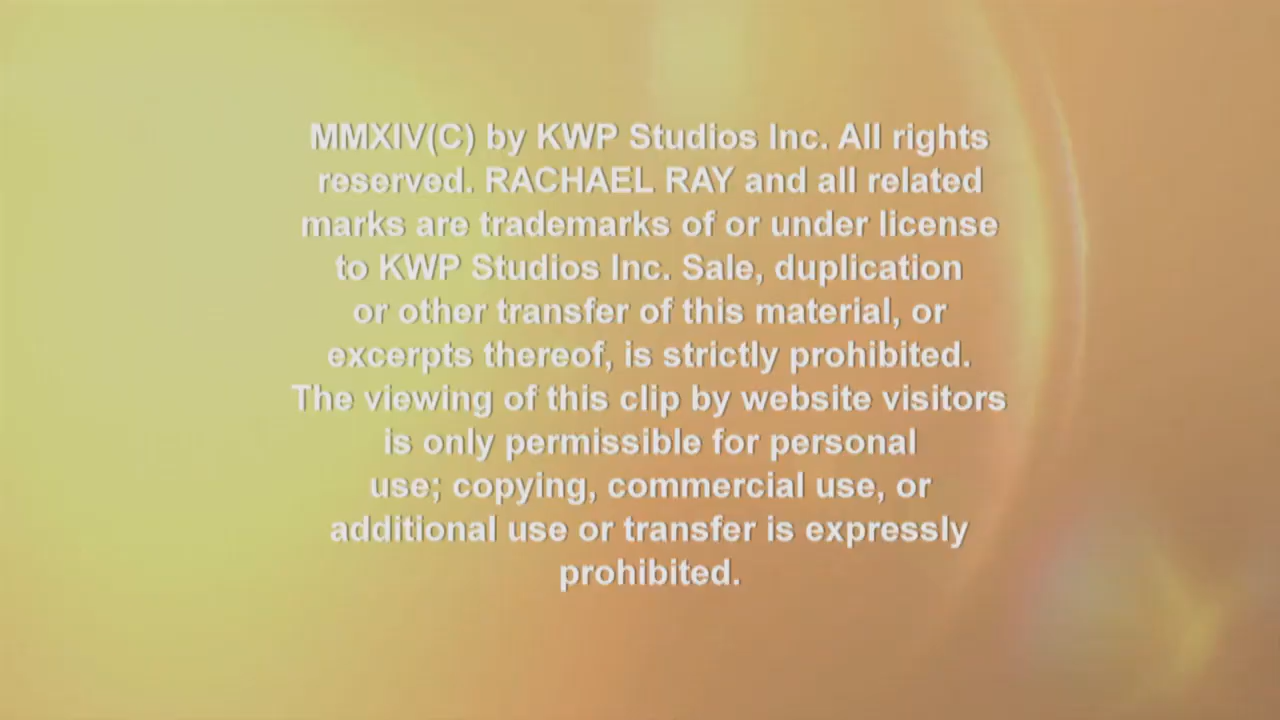 MMXIV(C) by KWP Studios Inc. All rights
reserved. RACHAEL RAY and all related
marks are trademarks of or under license
to KWP Studios Inc. Sale, duplication
or other transfer of this material, or
excerpts thereof, is strictly prohibited.
The viewing of this clip by website visitors
is only permissible for personal
use; copying, commercial use, or
additional use or transfer is expressly
prohibited.